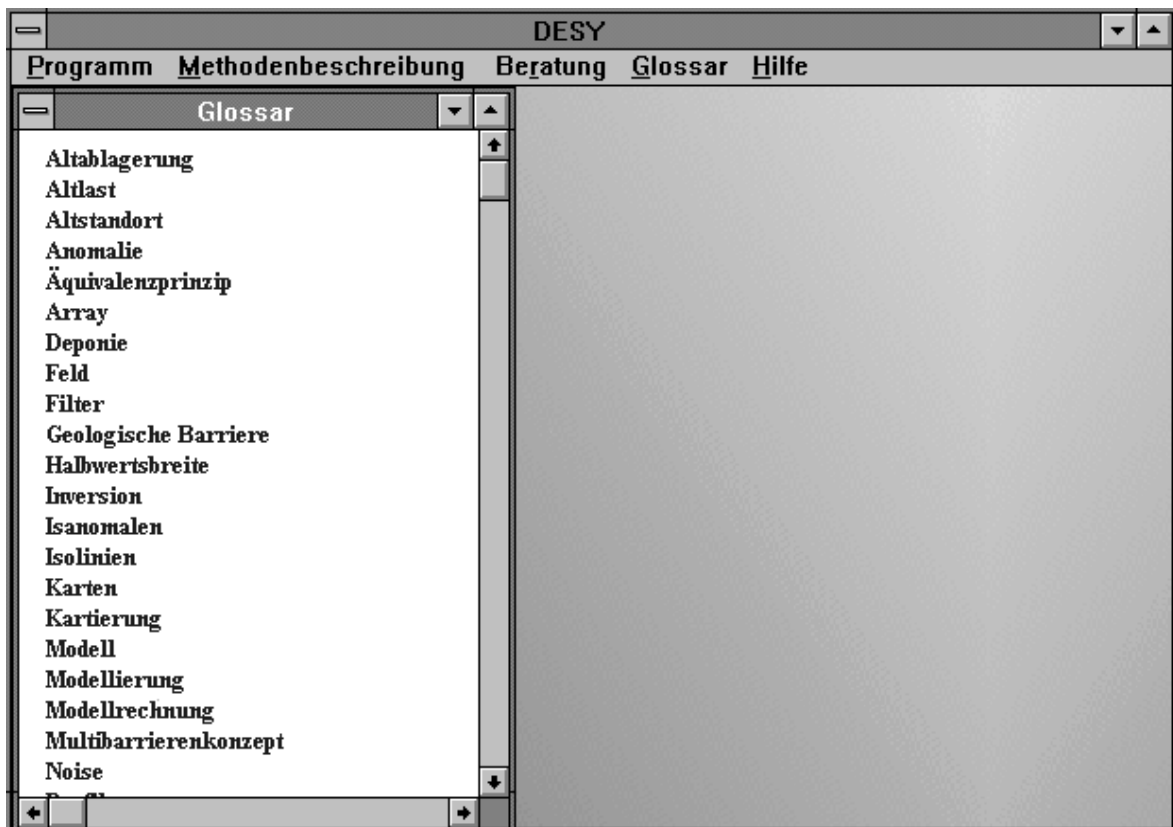 DESY
Programm Methodenbeschreibung Beratung Glossar Hilfe
Glossar
Altablagerung
Altlast
Altstandort
Anomalie
Äquivalenzprinzip
Array
Deponie
Feld
Filter
Geologische Barriere
Halbwertsbreite
Inversion
Isanomalen
Isolinien
Karten
Kartierung
Modell
Modellierung
Modellrechnung
Multibarrierenkonzept
Noise